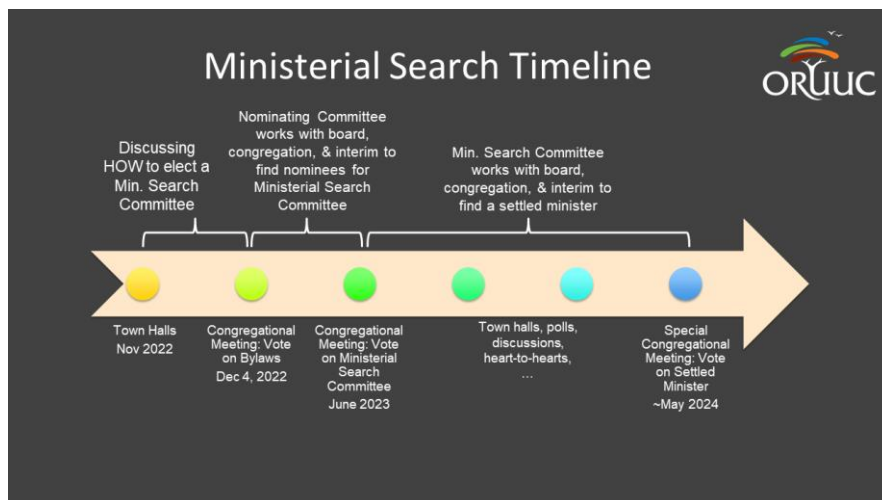 Ministerial Search Timeline
ORUUC
Discussing
HOW to elect a
Min. Search
Committee
Nominating Committee
works with board,
congregation, & interim to
find nominees for
Ministerial Search
Committee
Min. Search Committee
works with board,
congregation, & interim to
find a settled minister
Town Halls
Nov 2022
Congregational
Meeting: Vote
on Bylaws
Dec 4, 2022
Congregational
Meeting: Vote
on Ministerial
Search
Committee
June 2023
Town halls, polls,
discussions,
heart-to-hearts,
...
Special
Congregational
Meeting: Vote
on Settled
Minister
~May 2024